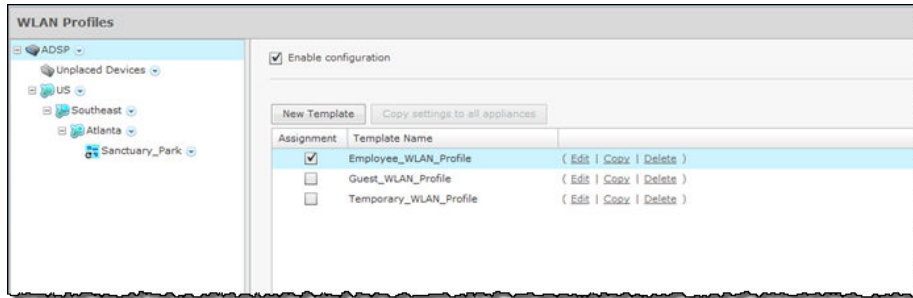 WLAN Profiles
ADSP
Unplaced Devices
US
Southeast
Atlanta
Sanctuary_Park
Enable configuration
New Template
Copy settings to all appliances
Assignment Template Name
Employee_WLAN_Profile ( Edit | Copy | Delete )
Guest_WLAN_Profile ( Edit | Copy | Delete )
Temporary_WLAN_Profile ( Edit | Copy | Delete )